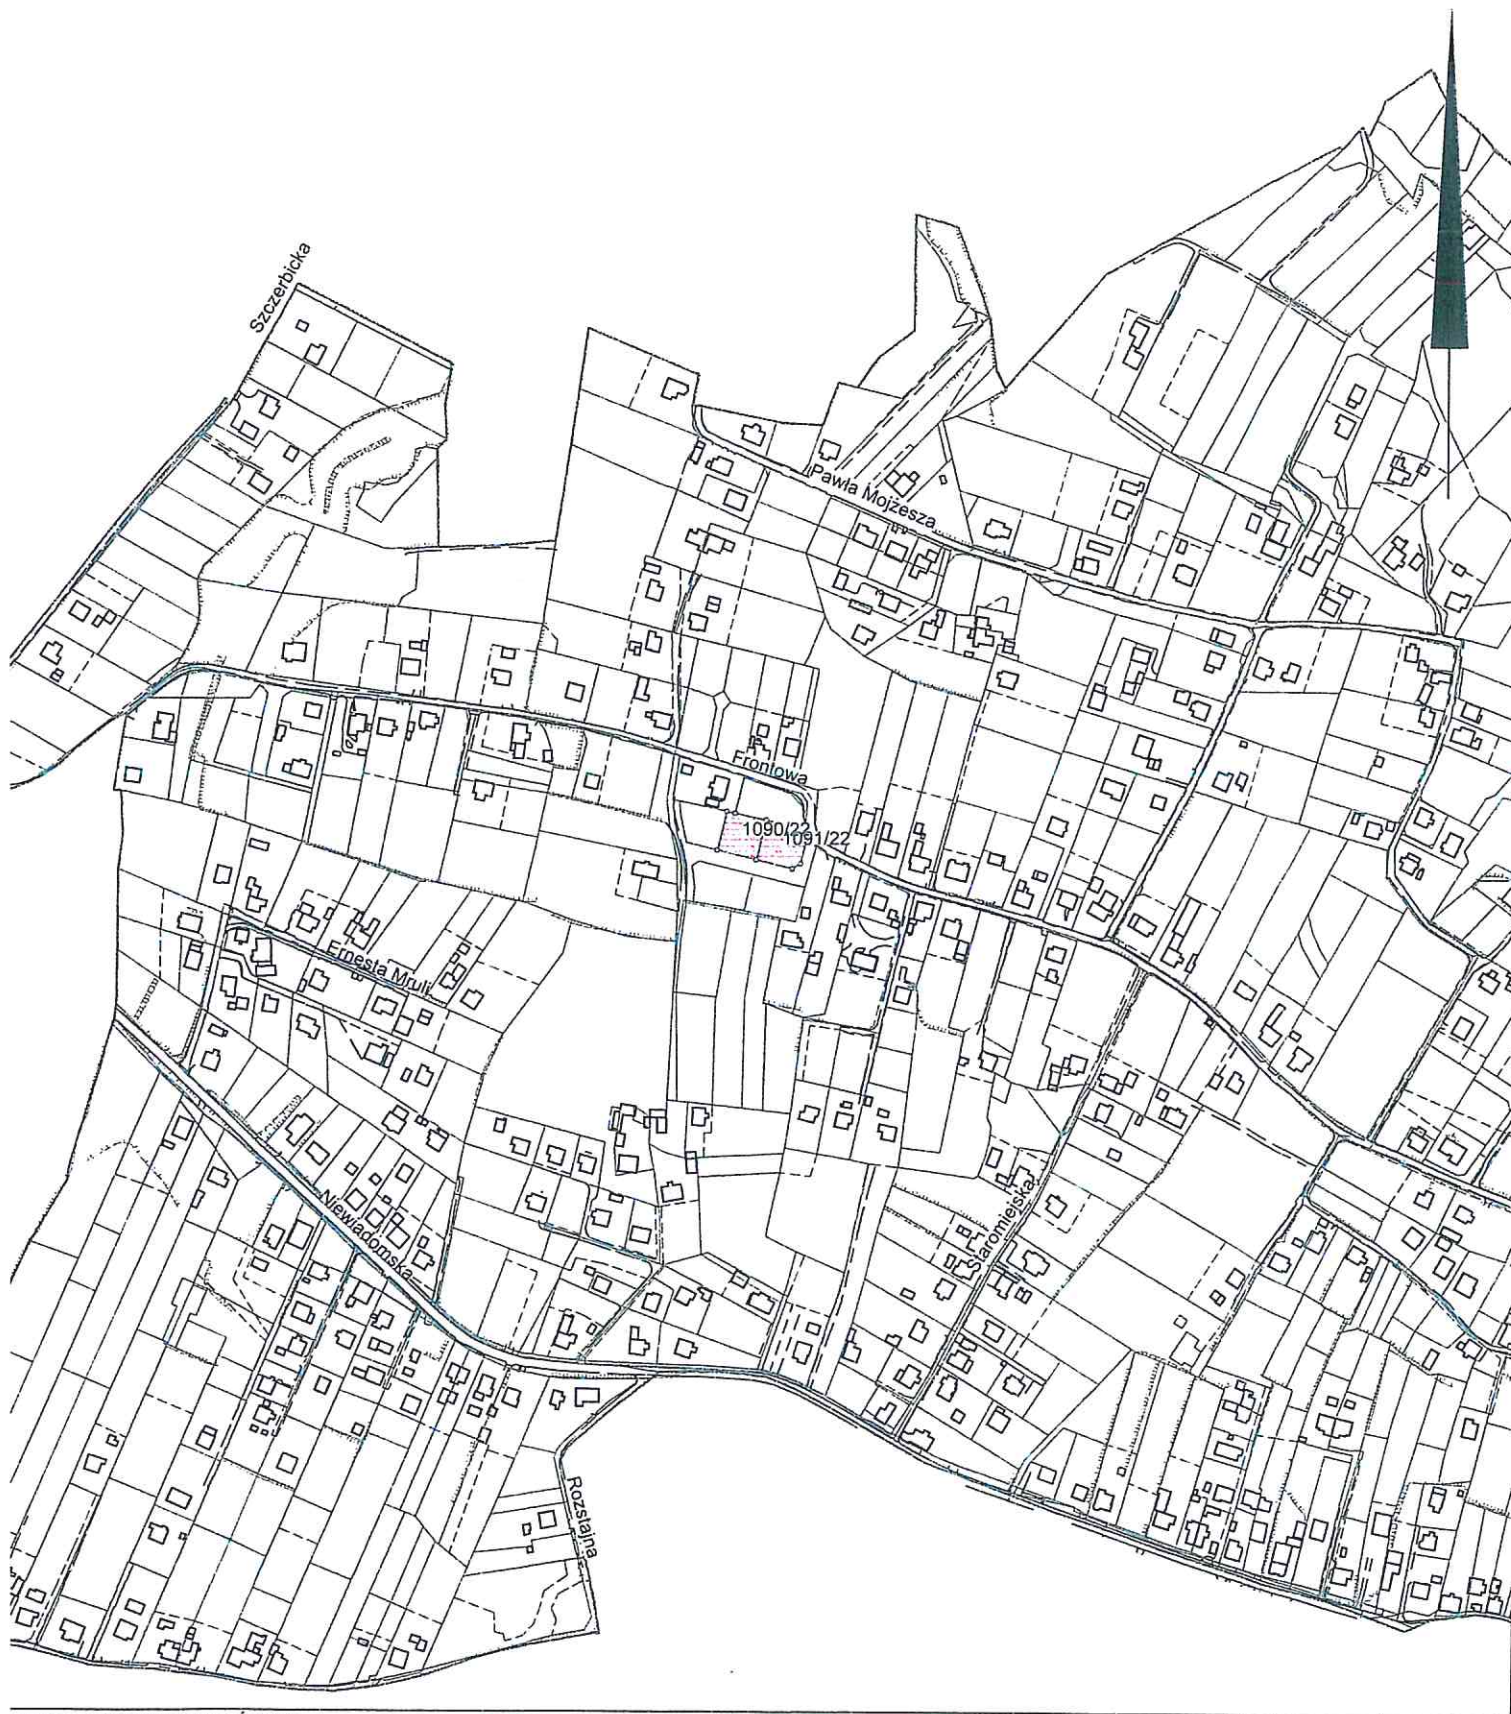 Szczerbicka
Pawła Mojżesza
Frontowa
1090/22
1091/22
Ernesta Mruli
Niewiadomska
Staromiejska
Rozstajna